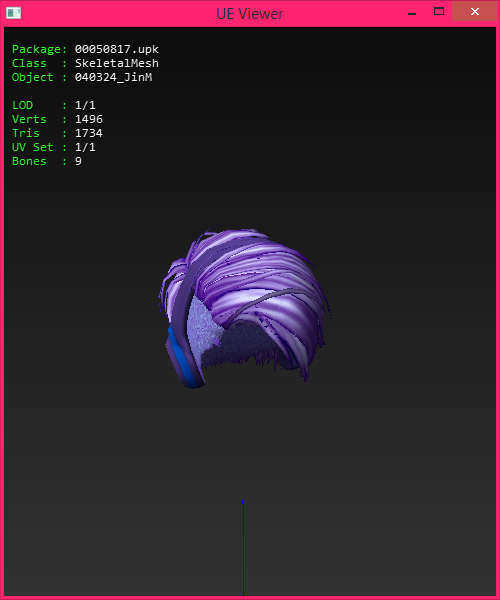 UE Viewer
Package: 00050817.upk
Class : SkeletalMesh
Object : 040324_JinM
LOD : 1/1
Verts : 1496
Tris : 1734
UV Set : 1/1
Bones : 9